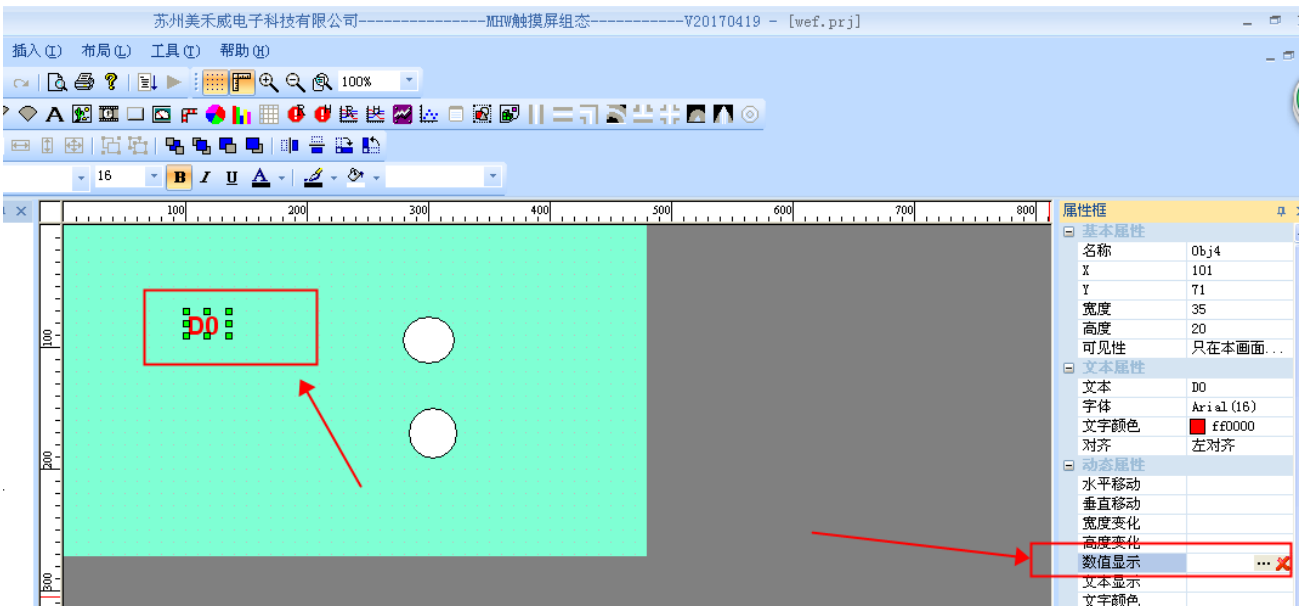 苏州美禾威电子科技有限公司---------------MHW触摸屏组态-----------V20170419 - [wef.prj]
插入(I) 布局(L) 工具(T) 帮助(H)
100%
16 B I U A
100 200 300 400 500 600 700 800
属性框
基本属性
名称 Obj4
X 101
Y 71
宽度 35
高度 20
可见性 只在本画面...
文本属性
文本 D0
字体 Arial(16)
文字颜色 ff0000
对齐 左对齐
动态属性
水平移动
垂直移动
宽度变化
高度变化
数值显示 ...
文本显示
文字颜色
D0
100
200
300